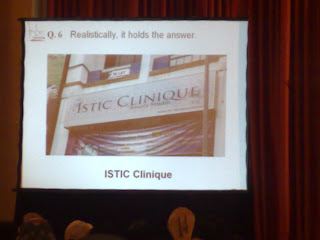 Q. 6 Realistically, it holds the answer.
ISTIC CLINIQUE
ISTIC Clinique